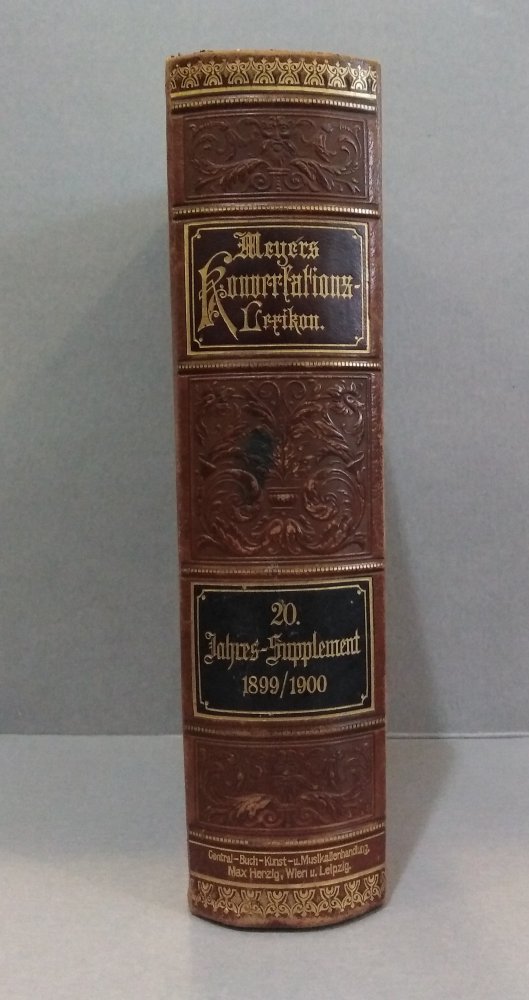 Meyers
Konversations-
Lexikon.
20.
Jahres-Supplement
1899/1900
Central-Buch-Kunst-u.Musikalienhandlung,
Max Herzig, Wien u. Leipzig.